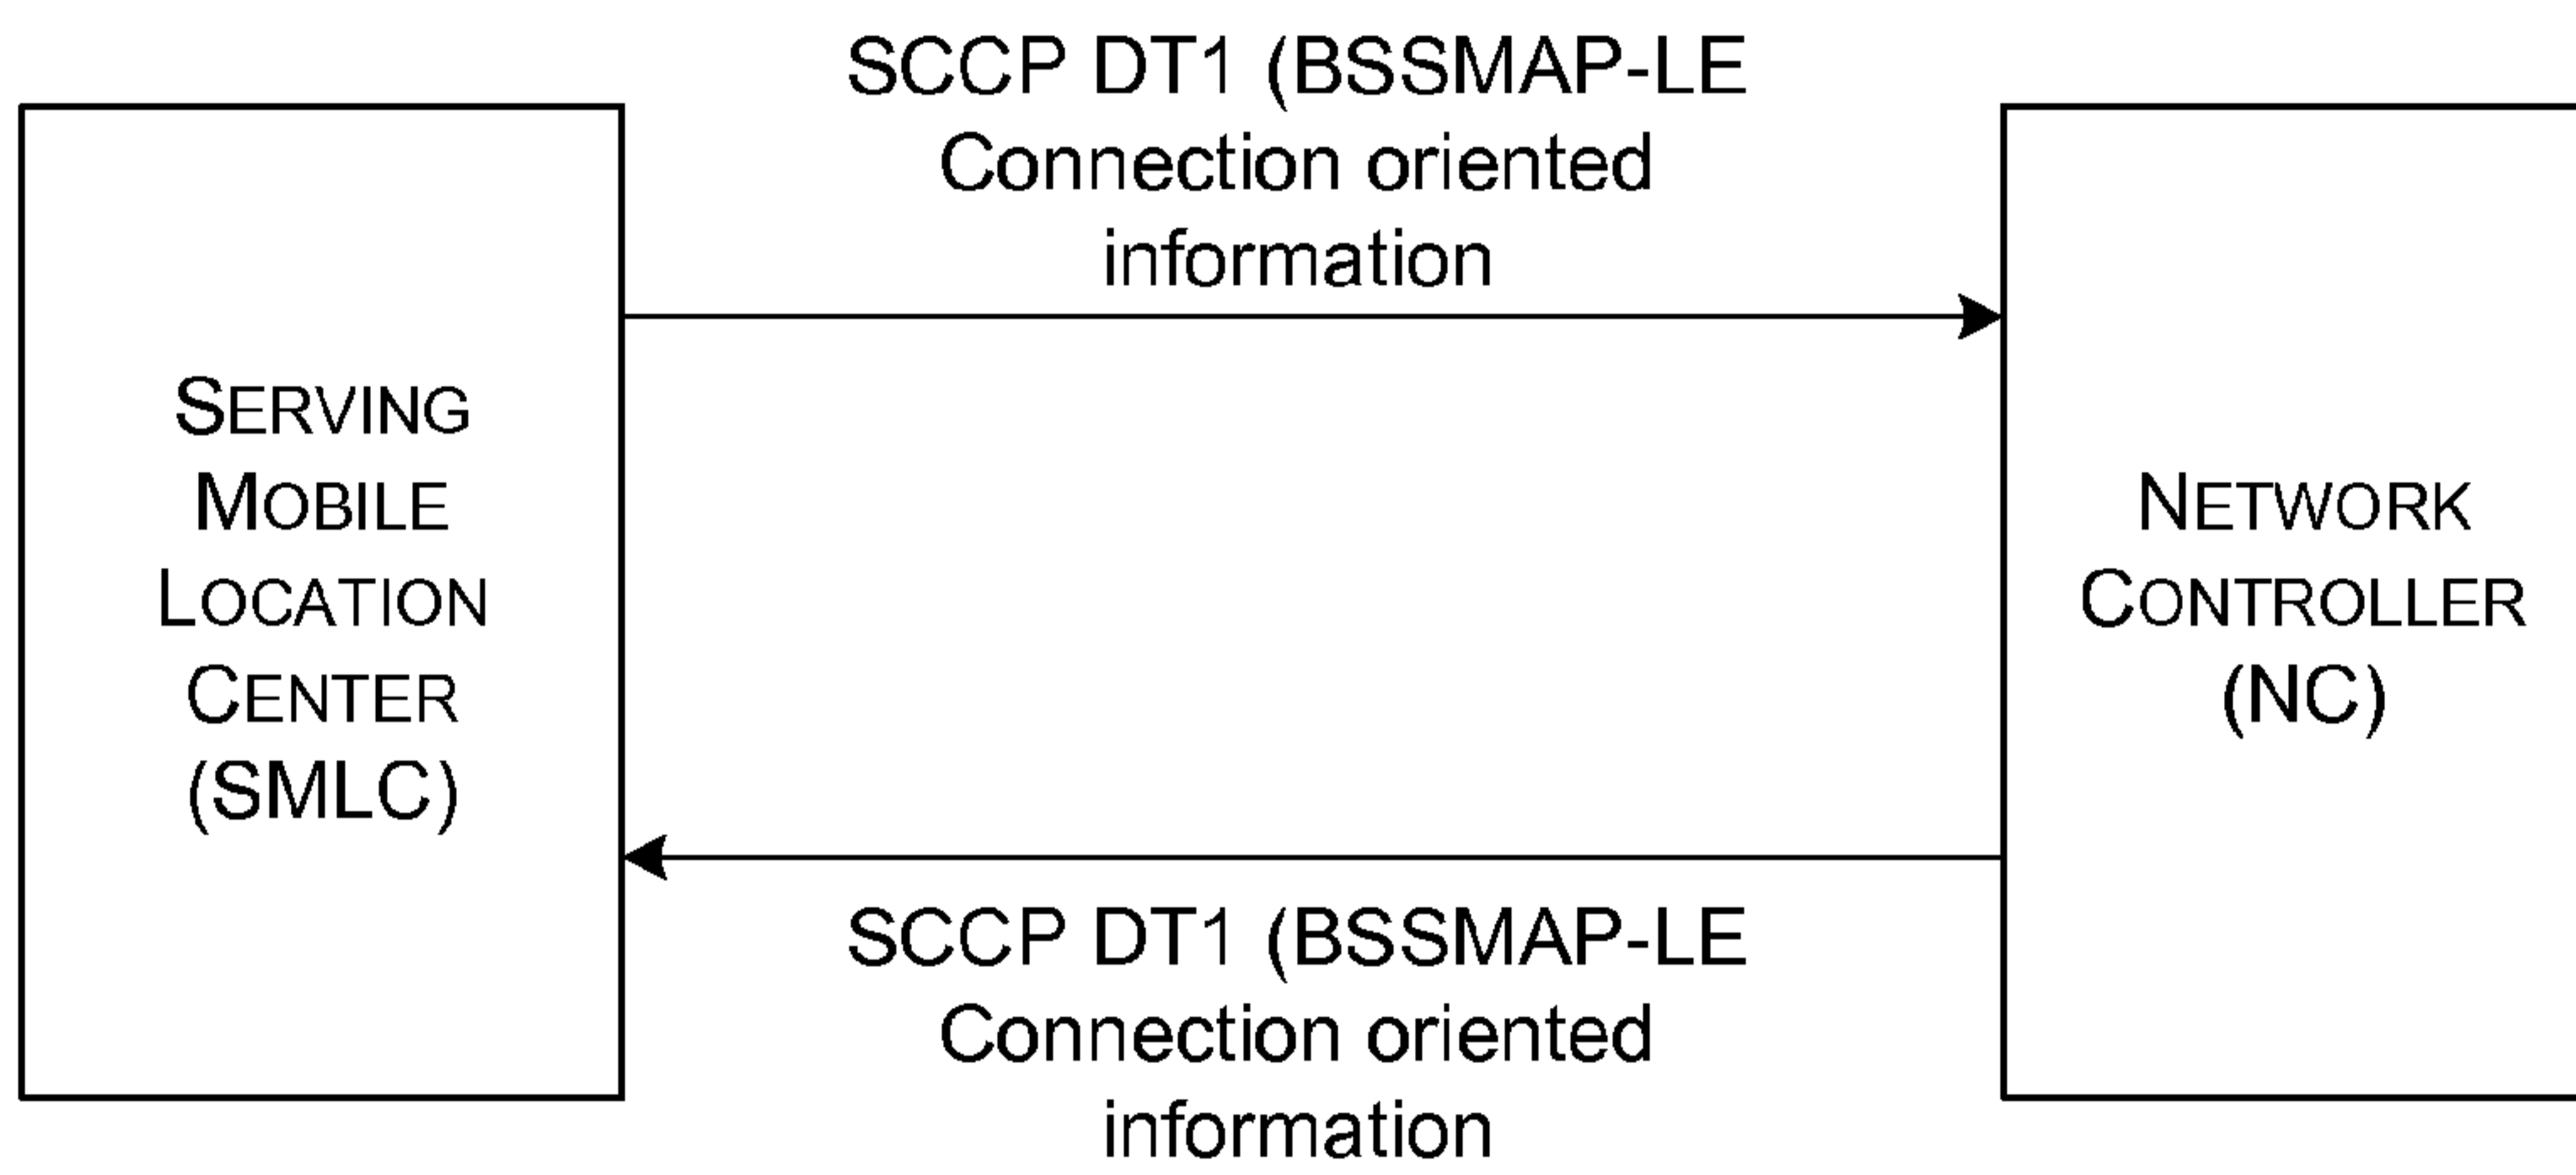 SCCP DT1 (BSSMAP-LE
Connection oriented
information
SERVING
MOBILE
LOCATION
CENTER
(SMLC)
NETWORK
CONTROLLER
(NC)
SCCP DT1 (BSSMAP-LE
Connection oriented
information